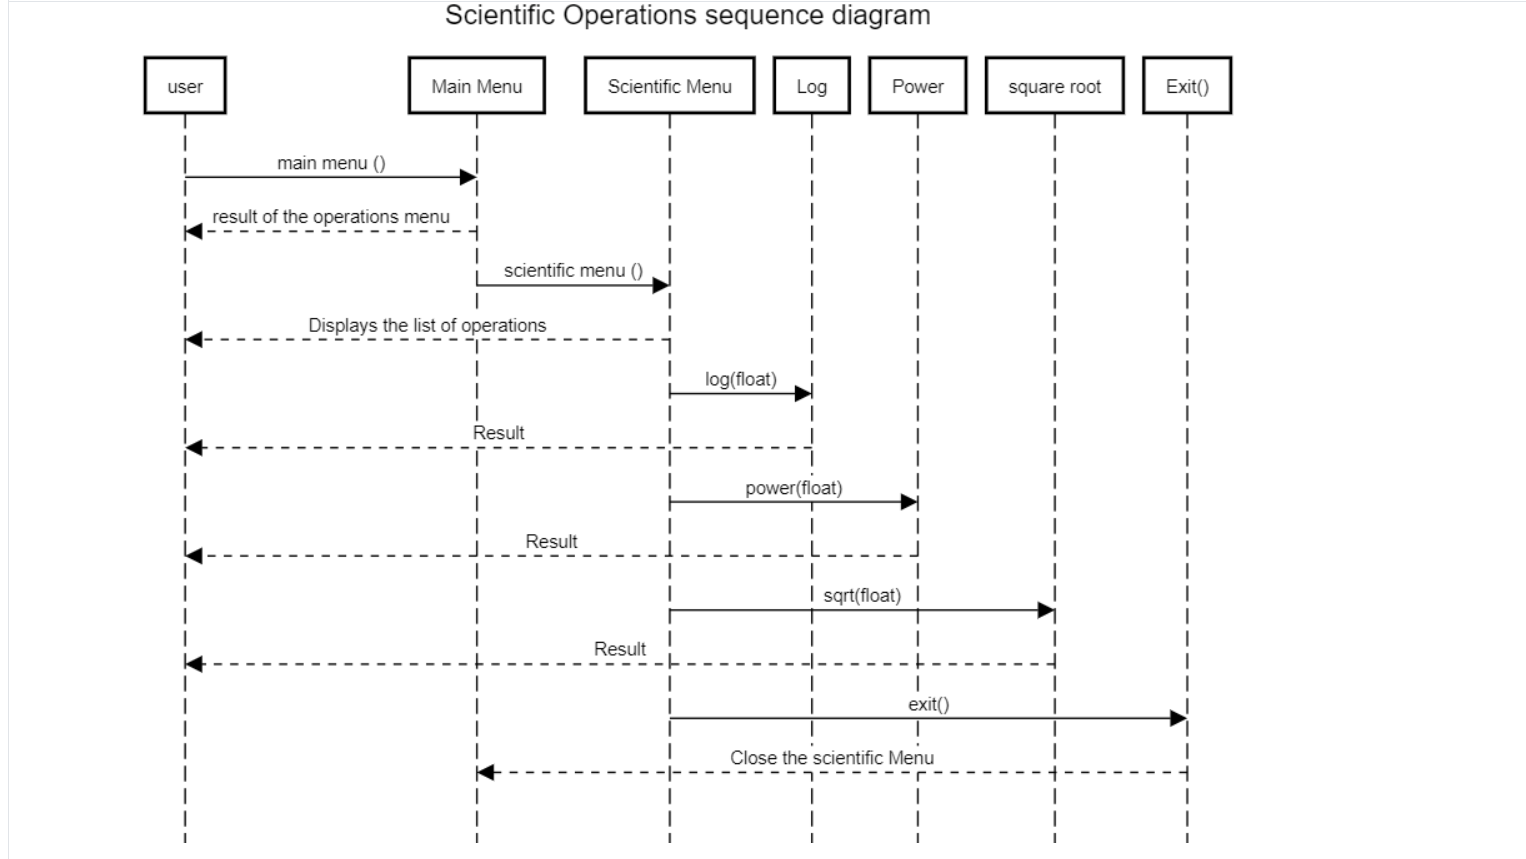 Scientific Operations sequence diagram
user
Main Menu
Scientific Menu
Log
Power
square root
Exit()
main menu ()
result of the operations menu
scientific menu ()
Displays the list of operations
log(float)
Result
power(float)
Result
sqrt(float)
Result
exit()
Close the scientific Menu